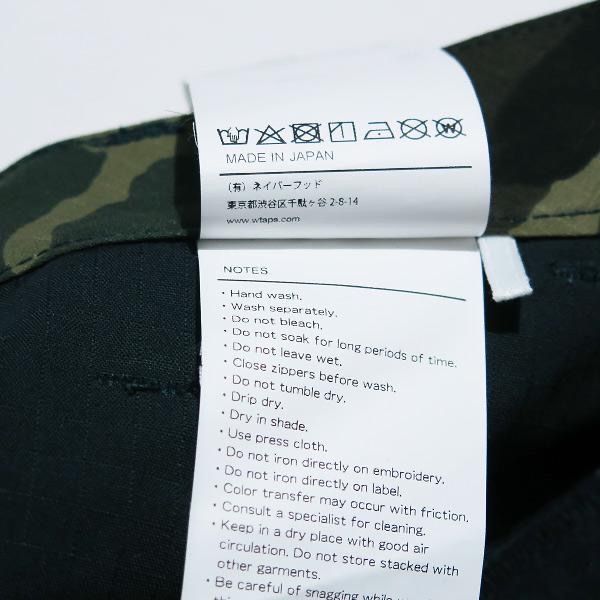 MADE IN JAPAN
(有) ネイバーフッド
東京都渋谷区千駄ヶ谷 2-8-14
www.wtaps.com
NOTES
・Hand wash.
・Wash separately.
・Do not bleach.
・Do not soak for long periods of time.
・Do not leave wet.
・Close zippers before wash.
・Do not tumble dry.
・Drip dry.
・Dry in shade.
・Use press cloth.
・Do not iron directly on embroidery.
・Do not iron directly on label.
・Color transfer may occur with friction.
・Consult a specialist for cleaning.
・Keep in a dry place with good air
circulation. Do not store stacked with
other garments.
・Be careful of snagging while